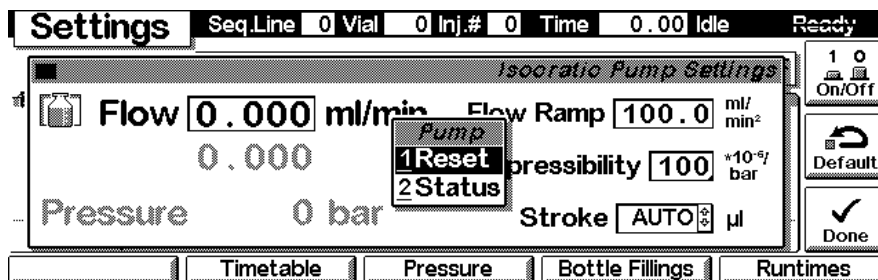 Settings Seq.Line 0 Vial 0 Inj.# 0 Time 0.00 Idle Ready
Isocratic Pump Settings
1 0
On/Off
Flow 0.000 ml/min Flow Ramp 100.0 ml/min²
Pump
1 Reset
2 Status
0.000 pressibility 100 *10⁻⁶/bar
Default
Pressure 0 bar Stroke AUTO µl
Done
Timetable Pressure Bottle Fillings Runtimes